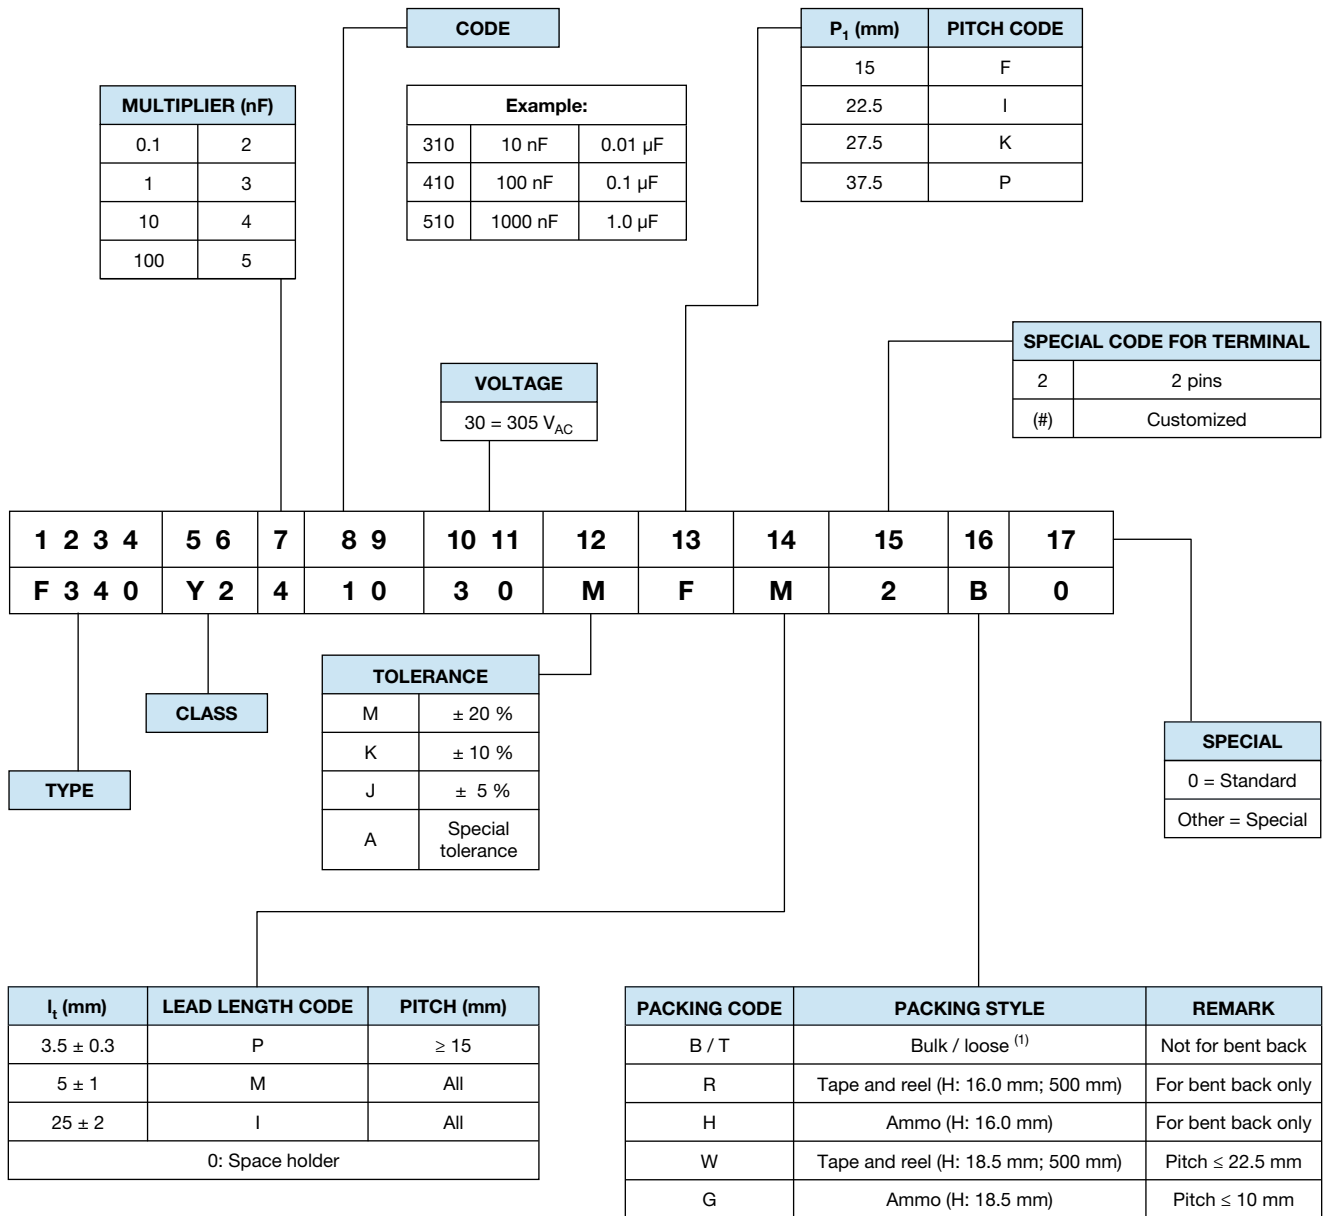 CODE
P1 (mm) PITCH CODE
15 F
22.5 I
27.5 K
37.5 P
MULTIPLIER (nF)
0.1 2
1 3
10 4
100 5
Example:
310 10 nF 0.01 µF
410 100 nF 0.1 µF
510 1000 nF 1.0 µF
SPECIAL CODE FOR TERMINAL
2 2 pins
(#) Customized
VOLTAGE
30 = 305 VAC
1 2 3 4 5 6 7 8 9 10 11 12 13 14 15 16 17
F 3 4 0 Y 2 4 1 0 3 0 M F M 2 B 0
TOLERANCE
M ± 20 %
K ± 10 %
J ± 5 %
A Special
tolerance
CLASS
TYPE
SPECIAL
0 = Standard
Other = Special
lt (mm) LEAD LENGTH CODE PITCH (mm)
3.5 ± 0.3 P ≥ 15
5 ± 1 M All
25 ± 2 I All
0: Space holder
PACKING CODE PACKING STYLE REMARK
B / T Bulk / loose (1) Not for bent back
R Tape and reel (H: 16.0 mm; 500 mm) For bent back only
H Ammo (H: 16.0 mm) For bent back only
W Tape and reel (H: 18.5 mm; 500 mm) Pitch ≤ 22.5 mm
G Ammo (H: 18.5 mm) Pitch ≤ 10 mm